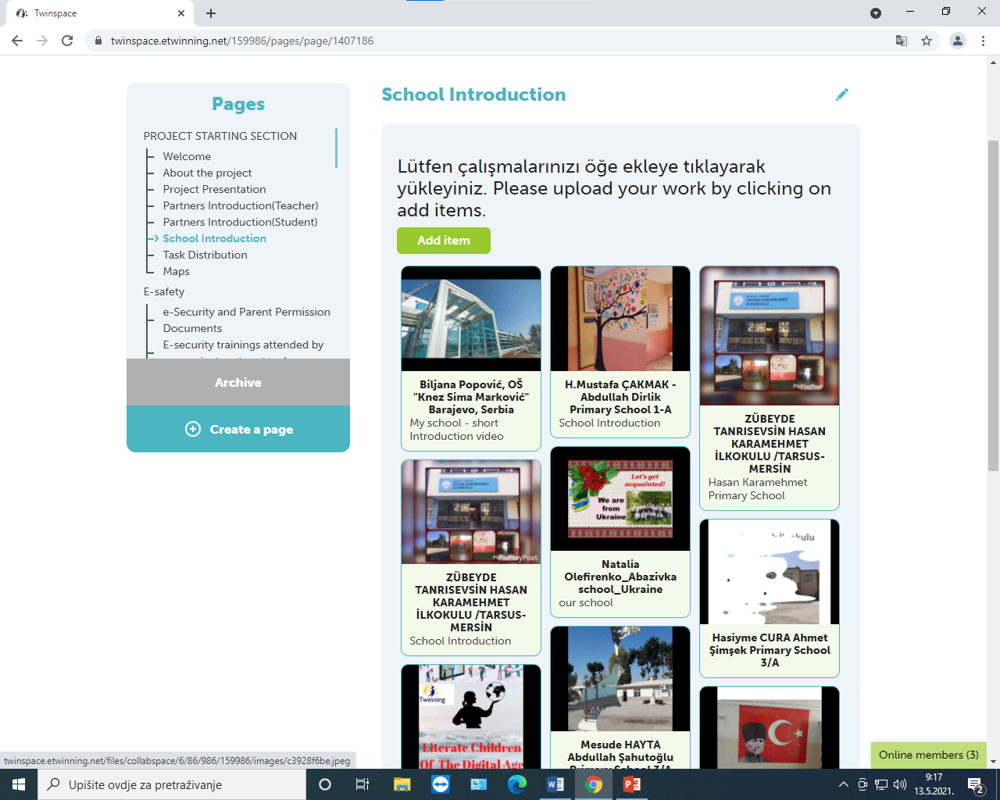 Twinspace
twinspace.etwinning.net/159986/pages/page/1407186
Pages
PROJECT STARTING SECTION
Welcome
About the project
Project Presentation
Partners Introduction(Teacher)
Partners Introduction(Student)
School Introduction
Task Distribution
Maps
E-safety
e-Security and Parent Permission
Documents
E-security trainings attended by
Archive
Create a page
School Introduction
Lütfen çalışmalarınızı öğe ekleye tıklayarak
yükleyiniz. Please upload your work by clicking on
add items.
Add item
Biljana Popović, OŠ
"Knez Sima Marković"
Barajevo, Serbia
My school - short
Introduction video
ZÜBEYDE
TANRISEVSİN HASAN
KARAMEHMET
İLKOKULU /TARSUS-
MERSİN
School Introduction
HASAN KARAMEHMET
İLKOKULU
PicPlayPost
Twinning
Literate Children
Of The Digital Age
H.Mustafa ÇAKMAK -
Abdullah Dirlik
Primary School 1-A
School Introduction
Let's get
acquainted!
We are
from
Ukraine
Natalia
Olefirenko_Abazivka
school_Ukraine
our school
AN
Mesude HAYTA
Abdullah Şahutoğlu
Primary School 3/A
HASAN KARAMEHMET
İLKOKULU
PicPlayPost
ZÜBEYDE
TANRISEVSİN HASAN
KARAMEHMET
İLKOKULU /TARSUS-
MERSİN
Hasan Karamehmet
Primary School
Hasiyme CURA Ahmet
Şimşek Primary School
3/A
Online members (3)
twinspace.etwinning.net/files/collabspace/6/86/986/159986/images/c3928f6be.jpeg
Upišite ovdje za pretraživanje
9:17
13.5.2021.
2